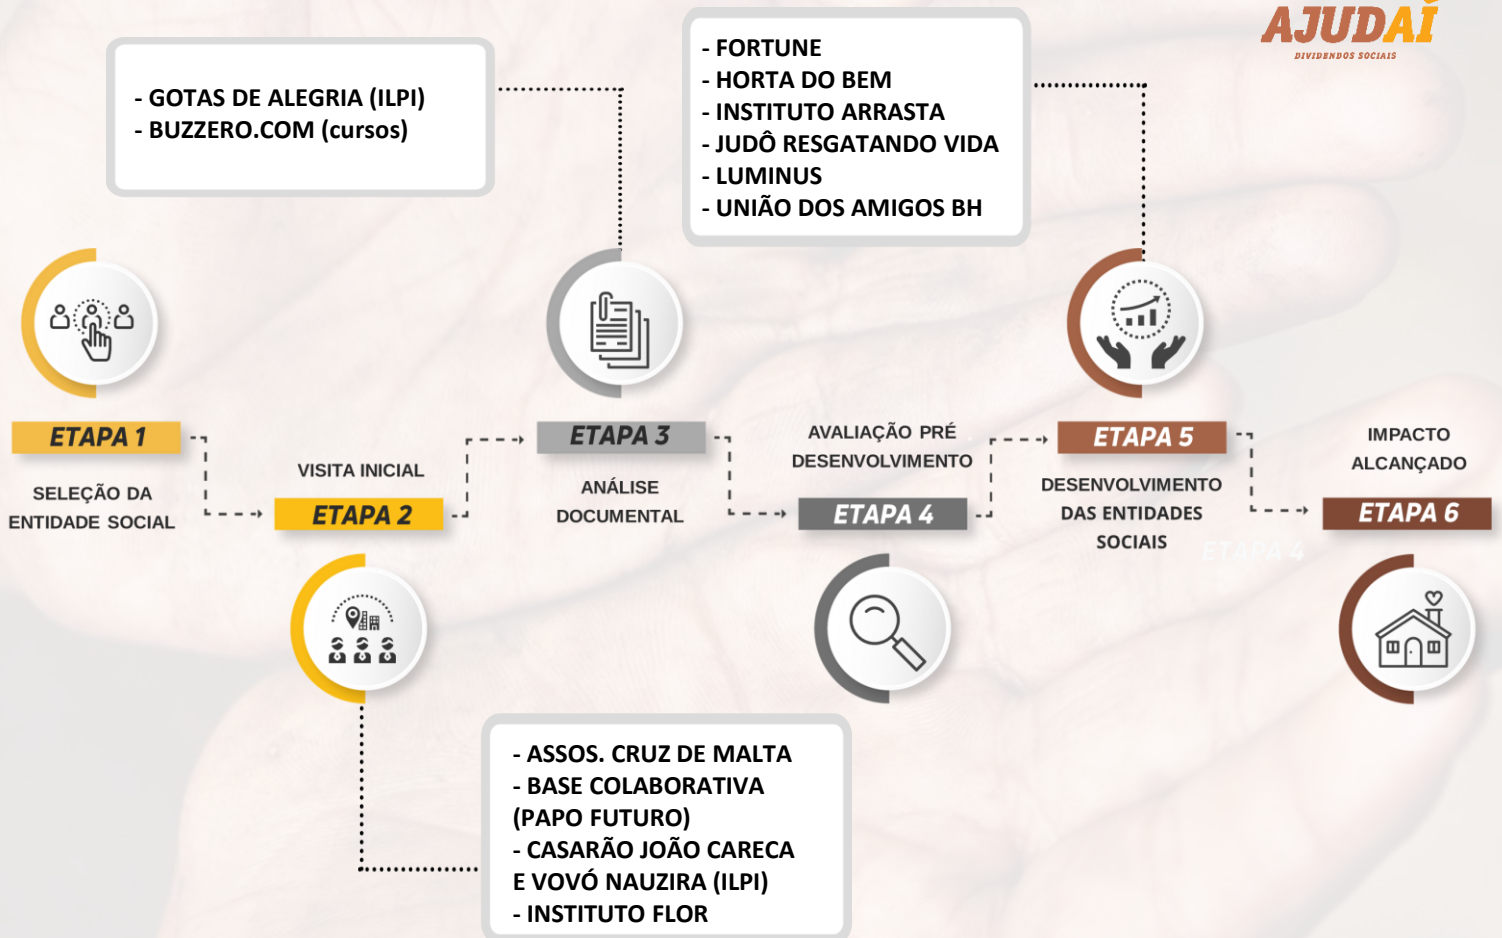 AJUDAÍ
DIVIDENDOS SOCIAIS
- GOTAS DE ALEGRIA (ILPI)
- BUZZERO.COM (cursos)
- FORTUNE
- HORTA DO BEM
- INSTITUTO ARRASTA
- JUDÔ RESGATANDO VIDA
- LUMINUS
- UNIÃO DOS AMIGOS BH
ETAPA 1
SELEÇÃO DA
ENTIDADE SOCIAL
VISITA INICIAL
ETAPA 2
ETAPA 3
ANÁLISE
DOCUMENTAL
AVALIAÇÃO PRÉ
DESENVOLVIMENTO
ETAPA 4
ETAPA 5
DESENVOLVIMENTO
DAS ENTIDADES
SOCIAIS
ETAPA 4
IMPACTO
ALCANÇADO
ETAPA 6
- ASSOS. CRUZ DE MALTA
- BASE COLABORATIVA
(PAPO FUTURO)
- CASARÃO JOÃO CARECA
E VOVÓ NAUZIRA (ILPI)
- INSTITUTO FLOR